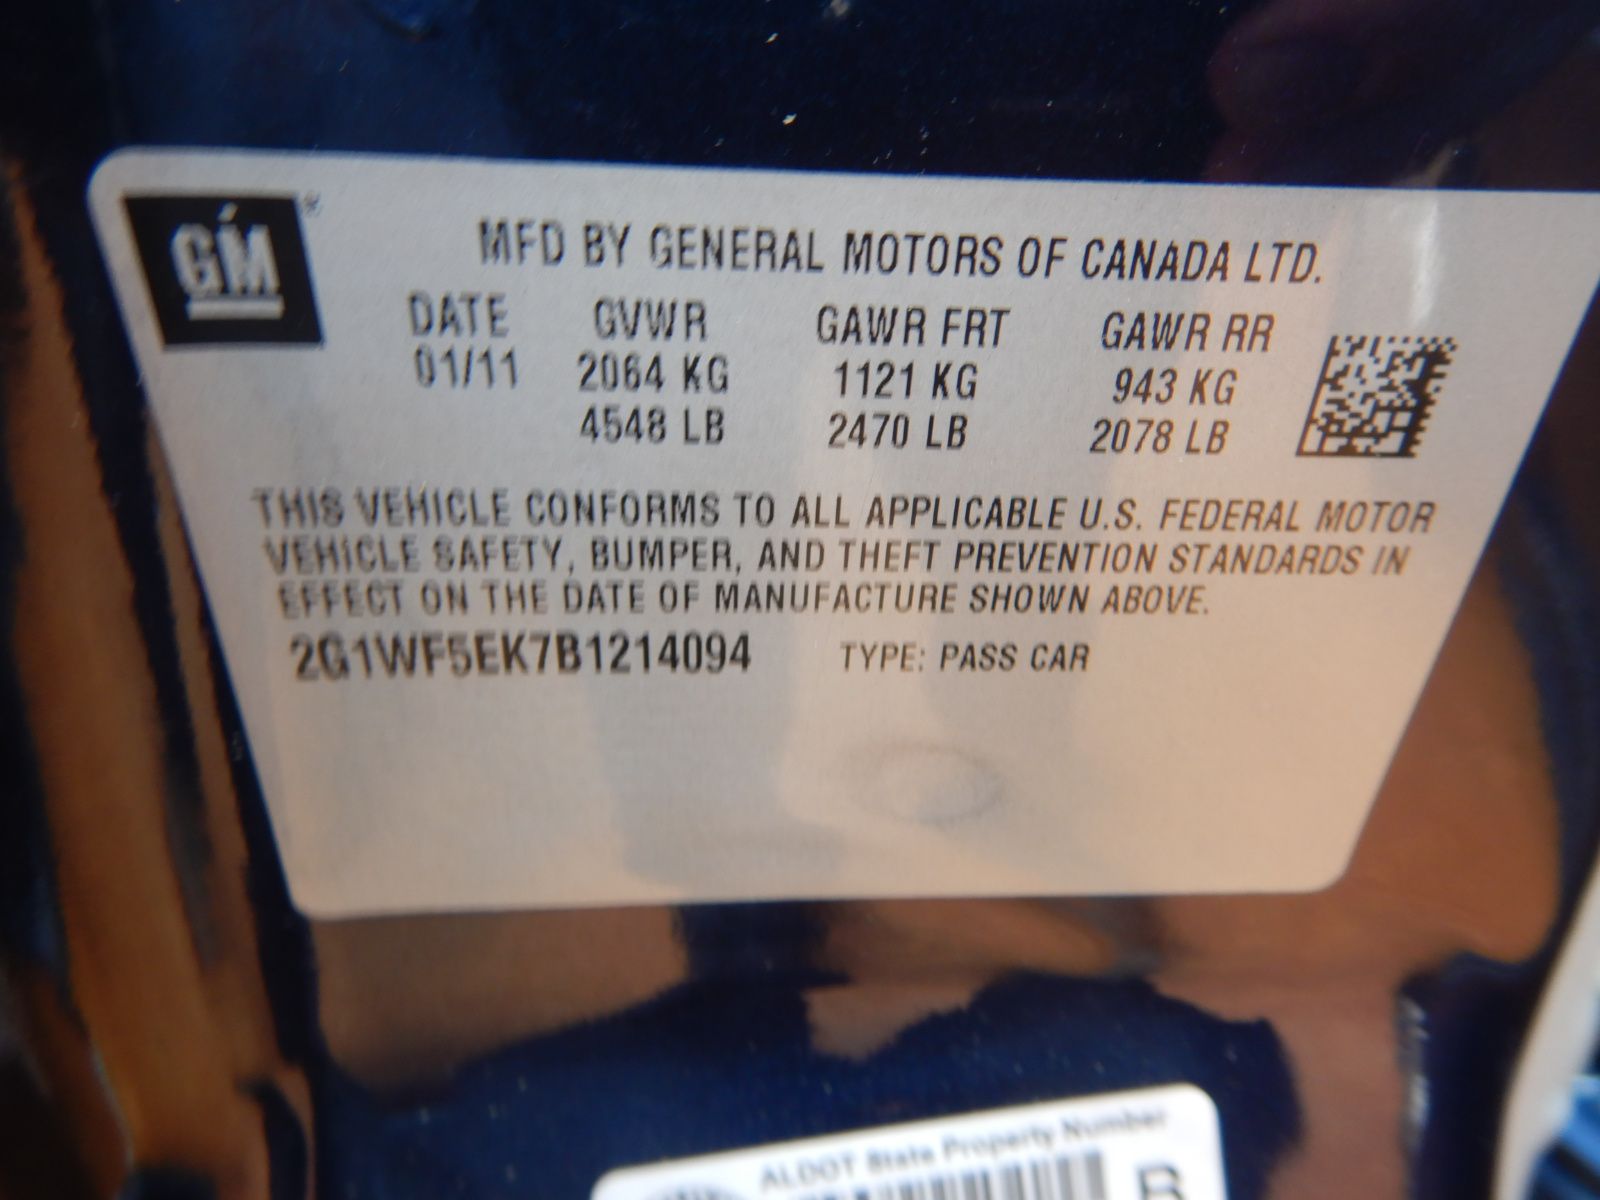 GM®
MFD BY GENERAL MOTORS OF CANADA LTD.
DATE GVWR GAWR FRT GAWR RR
01/11 2064 KG 1121 KG 943 KG
4548 LB 2470 LB 2078 LB
THIS VEHICLE CONFORMS TO ALL APPLICABLE U.S. FEDERAL MOTOR
VEHICLE SAFETY, BUMPER, AND THEFT PREVENTION STANDARDS IN
EFFECT ON THE DATE OF MANUFACTURE SHOWN ABOVE.
2G1WF5EK7B1214094 TYPE: PASS CAR
ALDOT State Property Number